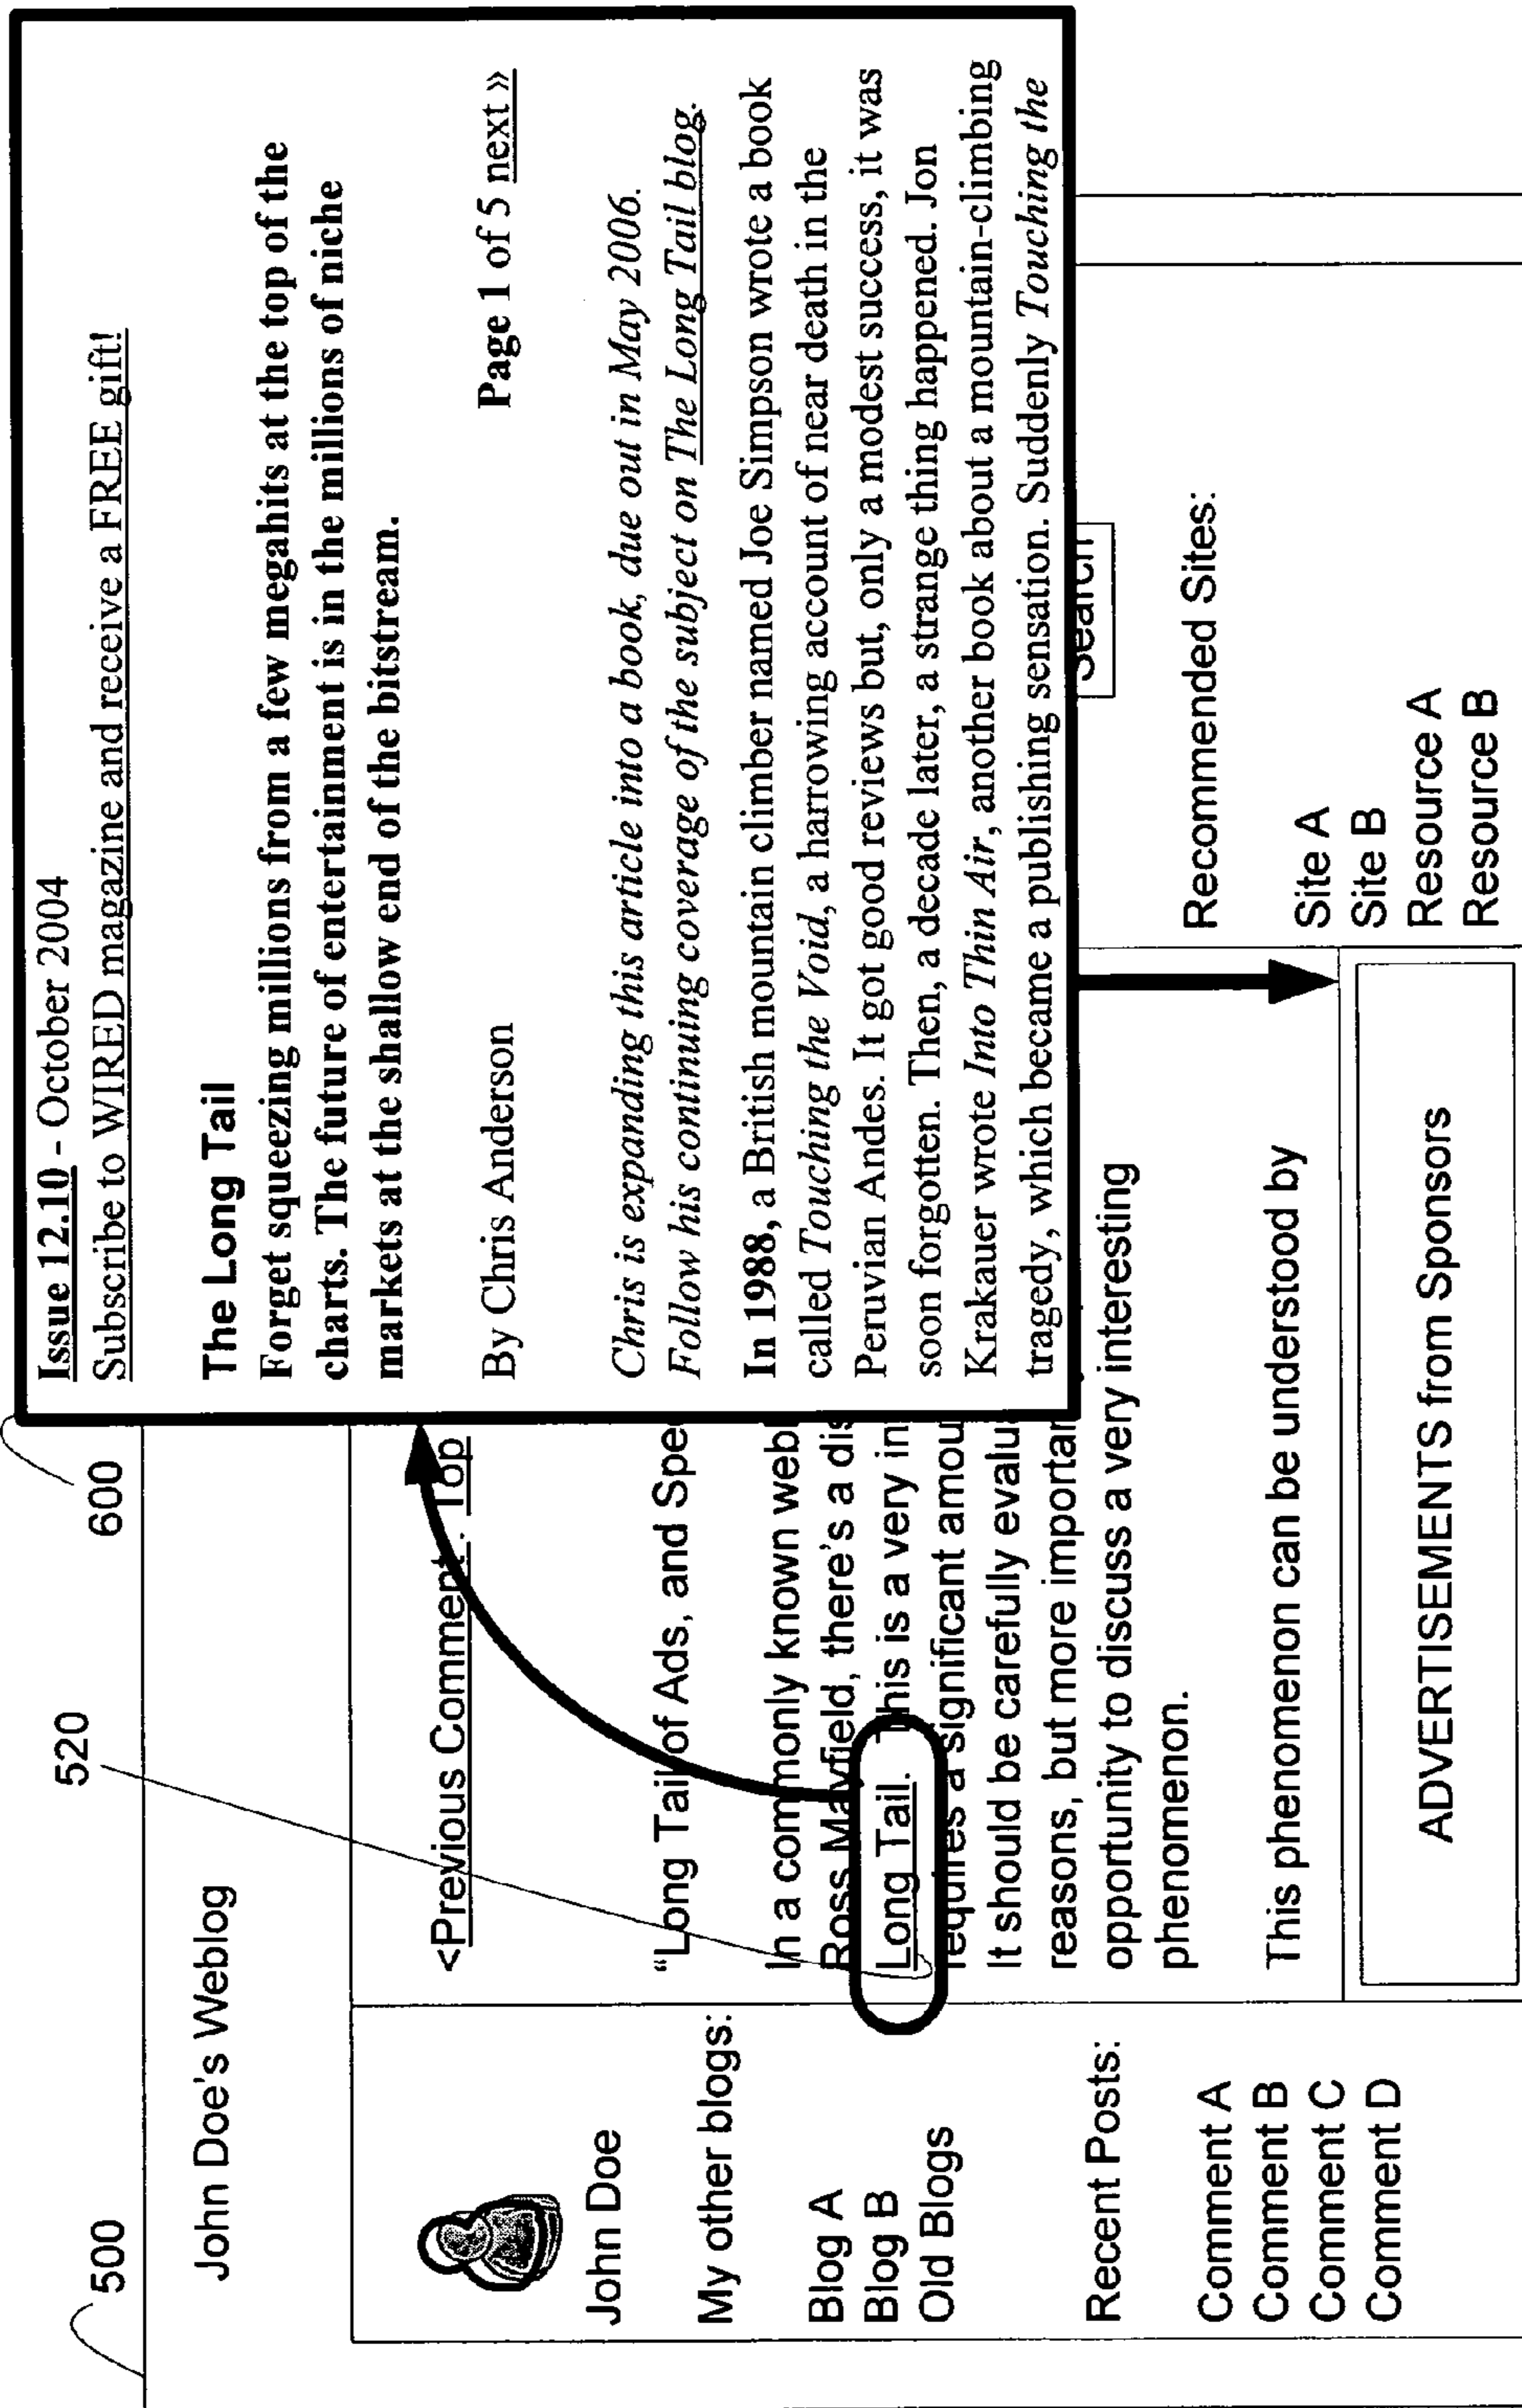 500
520
600
John Doe's Weblog
John Doe
My other blogs:
Blog A
Blog B
Old Blogs
Recent Posts:
Comment A
Comment B
Comment C
Comment D
<Previous Comment . Top
“Long Tail of Ads, and Spe
In a commonly known web
Ross Mayfield, there's a dis
Long Tail. This is a very in
requires a significant amou
It should be carefully evalu
reasons, but more importan
opportunity to discuss a very interesting
phenomenon.
This phenomenon can be understood by
ADVERTISEMENTS from Sponsors
Issue 12.10 - October 2004
Subscribe to WIRED magazine and receive a FREE gift!
The Long Tail
Forget squeezing millions from a few megahits at the top of the
charts. The future of entertainment is in the millions of niche
markets at the shallow end of the bitstream.
By Chris Anderson Page 1 of 5 next »
Chris is expanding this article into a book, due out in May 2006.
Follow his continuing coverage of the subject on The Long Tail blog.
In 1988, a British mountain climber named Joe Simpson wrote a book
called Touching the Void, a harrowing account of near death in the
Peruvian Andes. It got good reviews but, only a modest success, it was
soon forgotten. Then, a decade later, a strange thing happened. Jon
Krakauer wrote Into Thin Air, another book about a mountain-climbing
tragedy, which became a publishing sensation. Suddenly Touching the
Search
Recommended Sites:
Site A
Site B
Resource A
Resource B